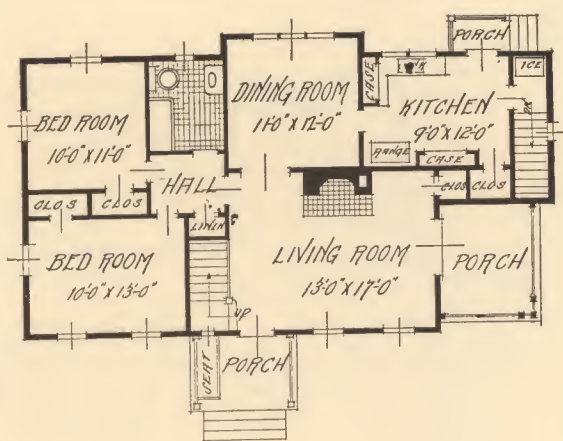 PORCH
ICE
CASE
DINING ROOM
11'-0" X 12'-0"
KITCHEN
9'-0" X 12'-0"
BED ROOM
10'-0" X 11'-0"
RANGE
CASE
HALL
CLOS
CLOS
CLOS
CLOS
LINEN
BED ROOM
10'-0" X 13'-0"
LIVING ROOM
13'-0" X 17'-0"
PORCH
UP
SEAT
PORCH